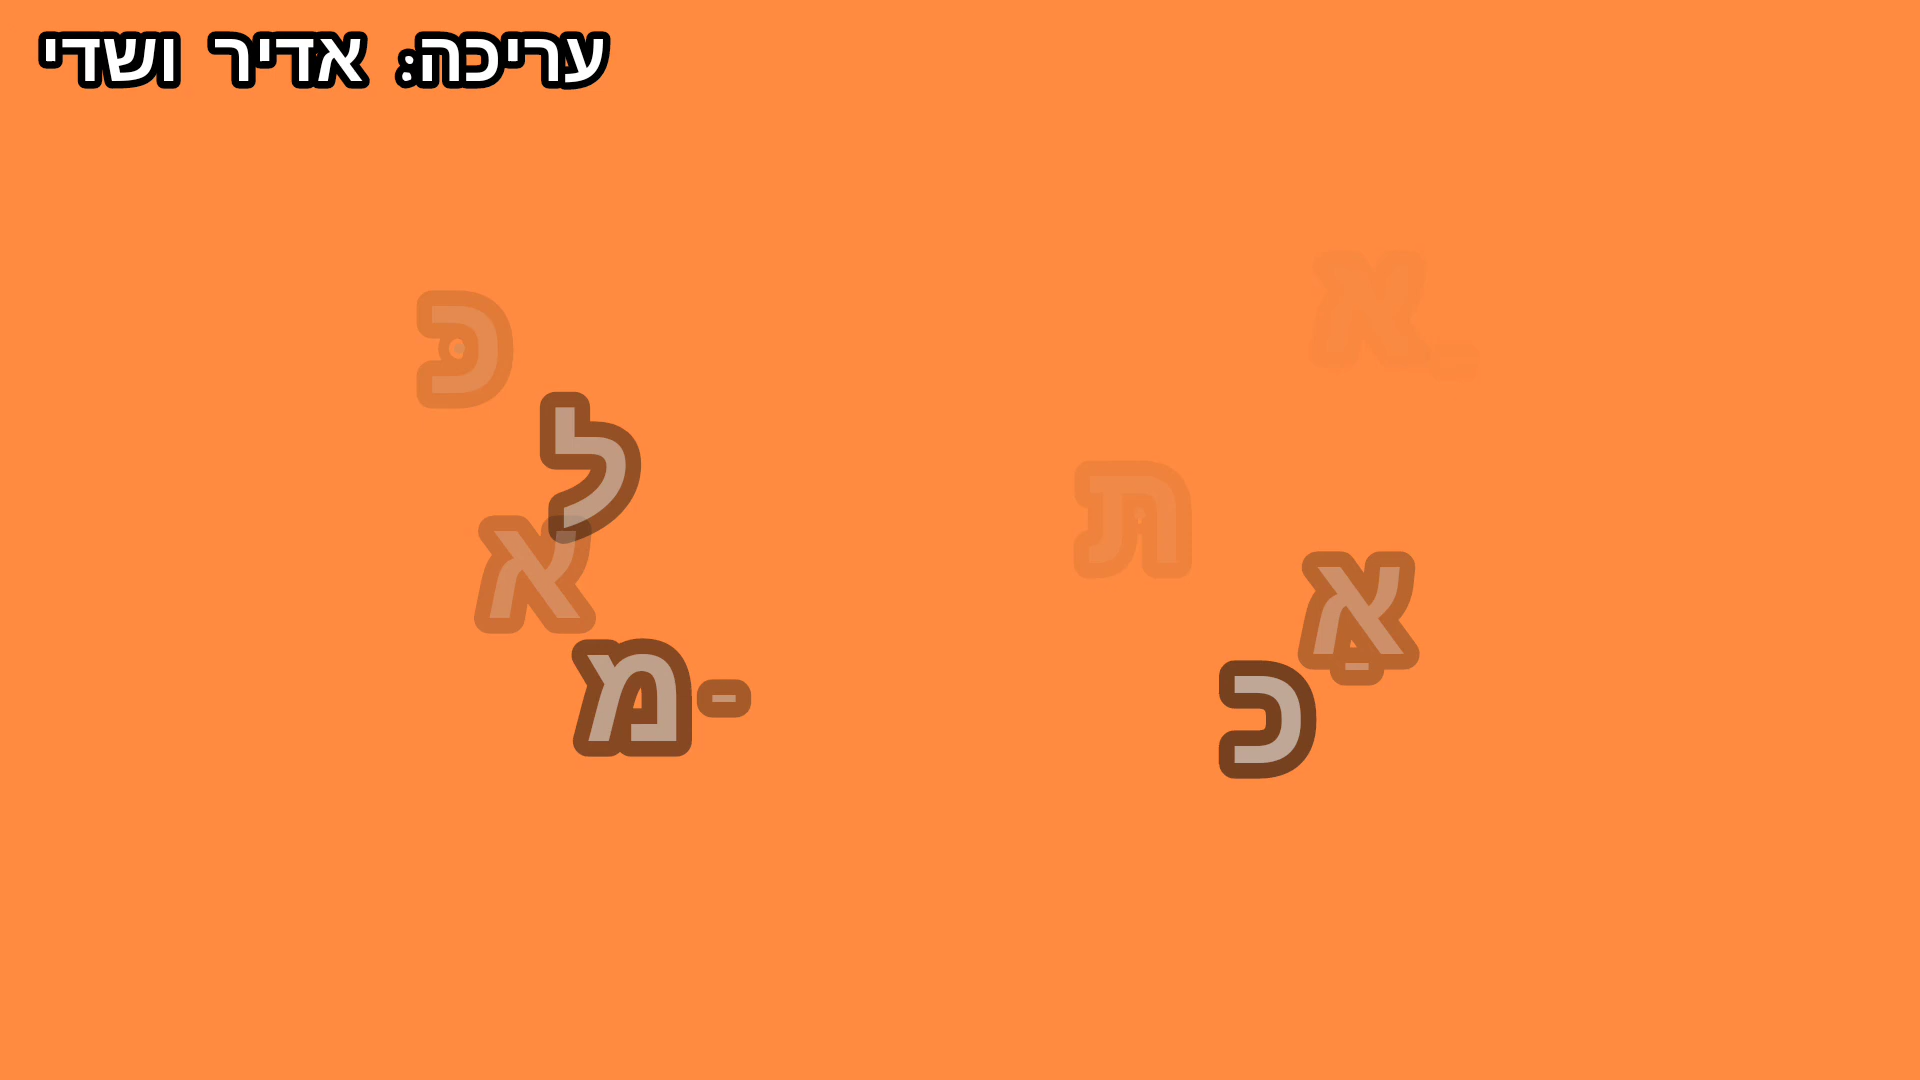 עריכה: אדיר ושדי
אַ
כּ
ל
תּ
א
אַ
מ
כ